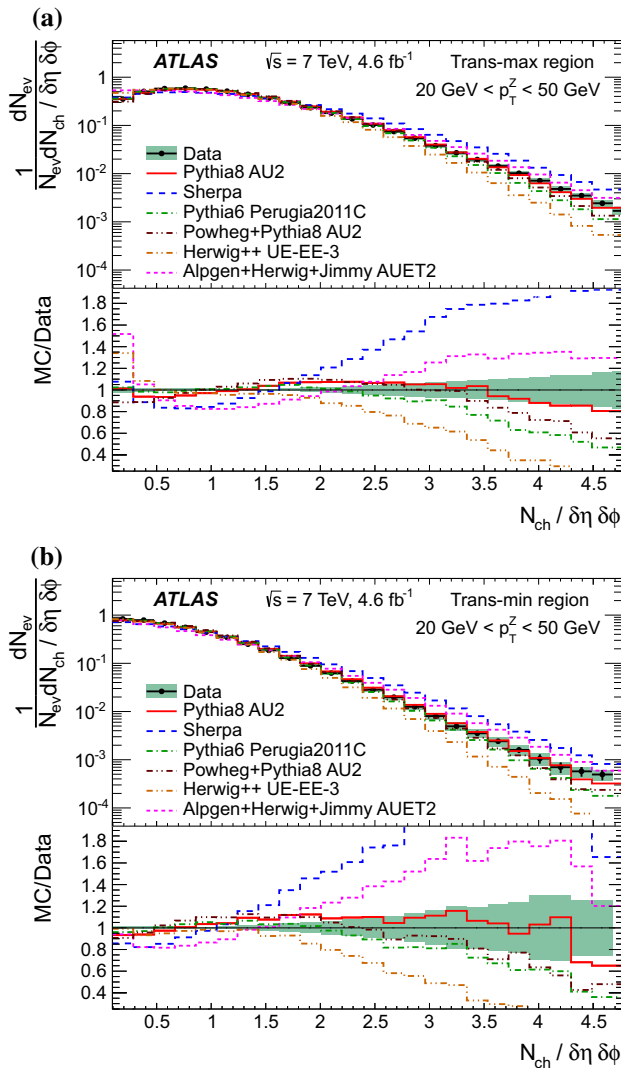 (a)
ATLAS √s = 7 TeV, 4.6 fb⁻¹ Trans-max region
20 GeV < p_T^Z < 50 GeV
1/N_ev dN_ev/dN_ch / δη δϕ
1
10⁻¹
10⁻²
10⁻³
10⁻⁴
Data
Pythia8 AU2
Sherpa
Pythia6 Perugia2011C
Powheg+Pythia8 AU2
Herwig++ UE-EE-3
Alpgen+Herwig+Jimmy AUET2
MC/Data
1.8
1.6
1.4
1.2
1
0.8
0.6
0.4
0.5 1 1.5 2 2.5 3 3.5 4 4.5
N_ch / δη δϕ
(b)
ATLAS √s = 7 TeV, 4.6 fb⁻¹ Trans-min region
20 GeV < p_T^Z < 50 GeV
1/N_ev dN_ev/dN_ch / δη δϕ
1
10⁻¹
10⁻²
10⁻³
10⁻⁴
Data
Pythia8 AU2
Sherpa
Pythia6 Perugia2011C
Powheg+Pythia8 AU2
Herwig++ UE-EE-3
Alpgen+Herwig+Jimmy AUET2
MC/Data
1.8
1.6
1.4
1.2
1
0.8
0.6
0.4
0.5 1 1.5 2 2.5 3 3.5 4 4.5
N_ch / δη δϕ